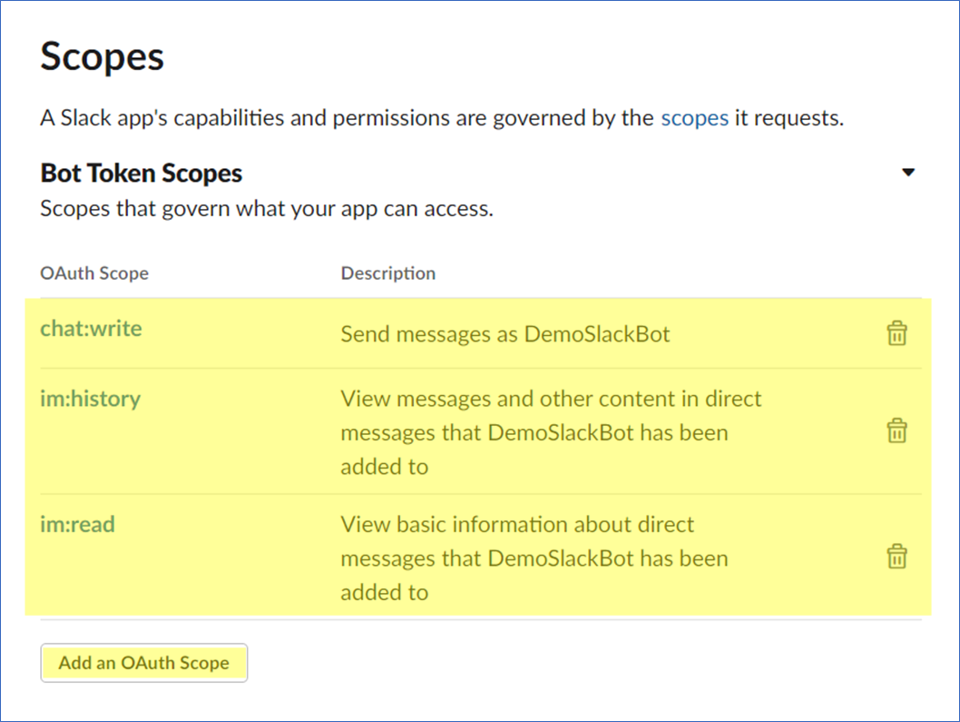 Scopes
A Slack app's capabilities and permissions are governed by the scopes it requests.
Bot Token Scopes
Scopes that govern what your app can access.
OAuth Scope Description
chat:write Send messages as DemoSlackBot
im:history View messages and other content in direct
messages that DemoSlackBot has been
added to
im:read View basic information about direct
messages that DemoSlackBot has been
added to
Add an OAuth Scope